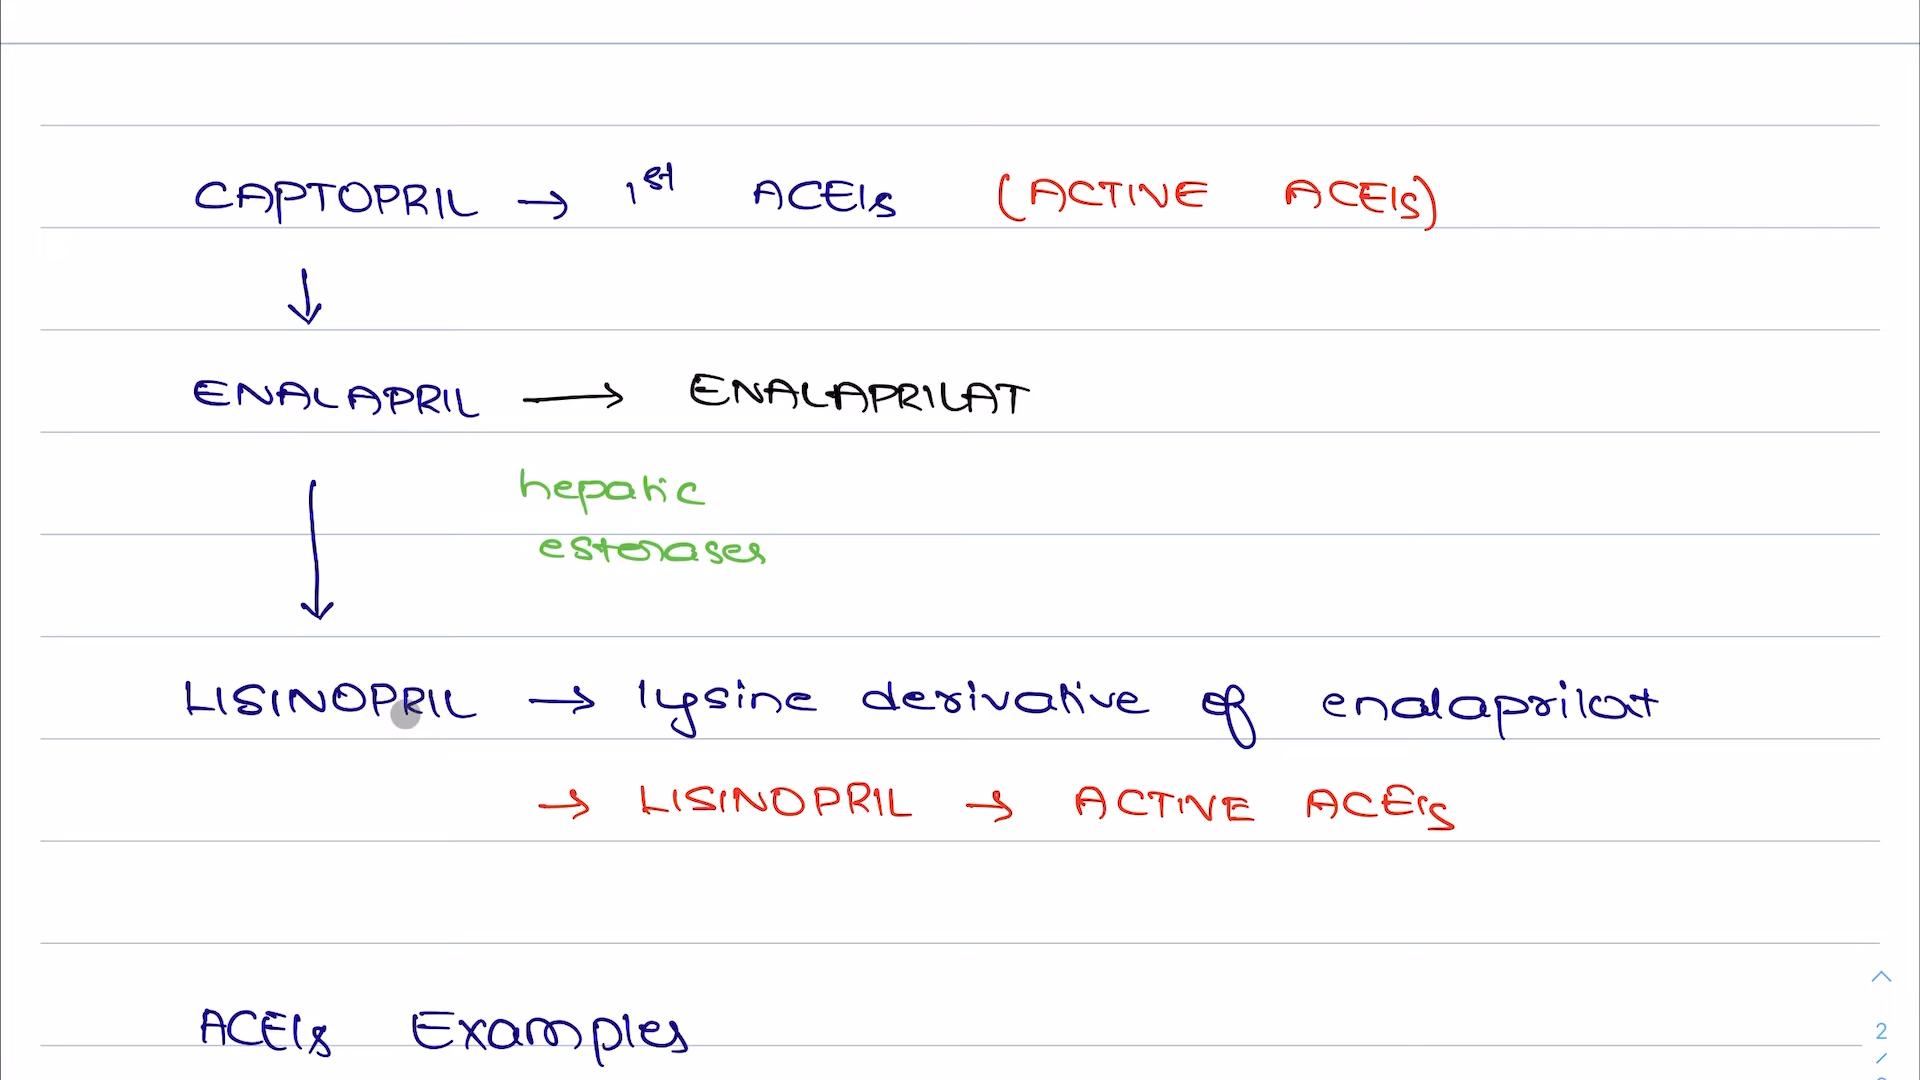 CAPTOPRIL → 1st ACEIs (ACTIVE ACEIs)
↓
ENALAPRIL → ENALAPRILAT
hepatic
esterases
↓
LISINOPRIL → lysine derivative of enalaprilat
→ LISINOPRIL → ACTIVE ACEIs
ACEIs Examples
2